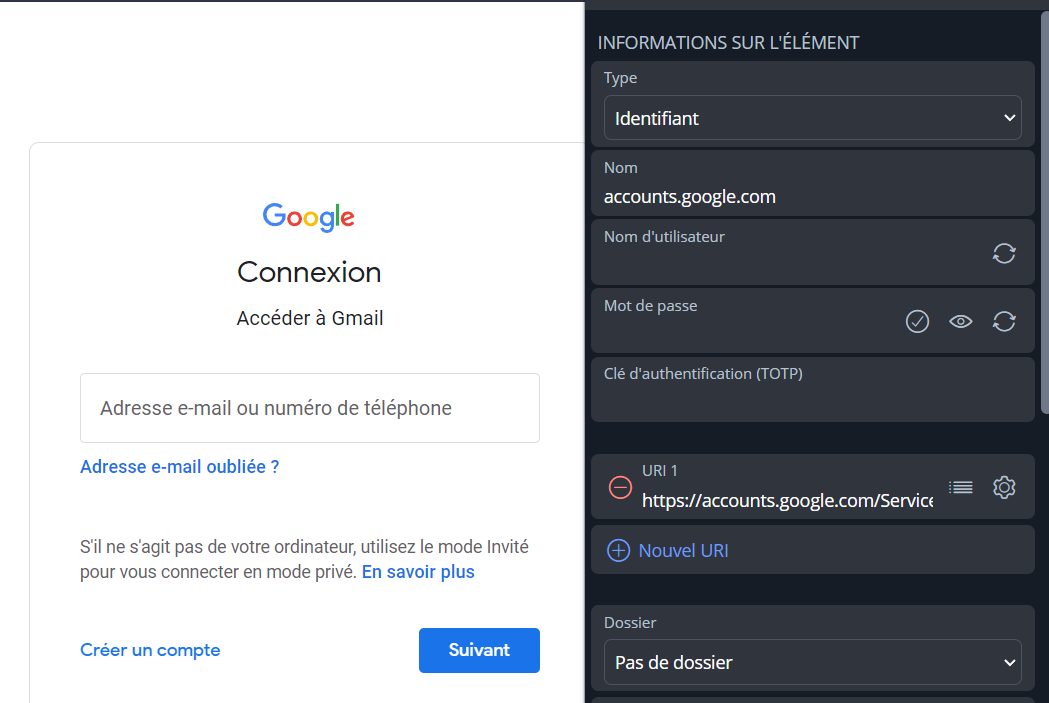 Google
Connexion
Accéder à Gmail
Adresse e-mail ou numéro de téléphone
Adresse e-mail oubliée ?
S'il ne s'agit pas de votre ordinateur, utilisez le mode Invité
pour vous connecter en mode privé. En savoir plus
Créer un compte
Suivant
INFORMATIONS SUR L'ÉLÉMENT
Type
Identifiant
Nom
accounts.google.com
Nom d'utilisateur
Mot de passe
Clé d'authentification (TOTP)
URI 1
https://accounts.google.com/Service
Nouvel URI
Dossier
Pas de dossier